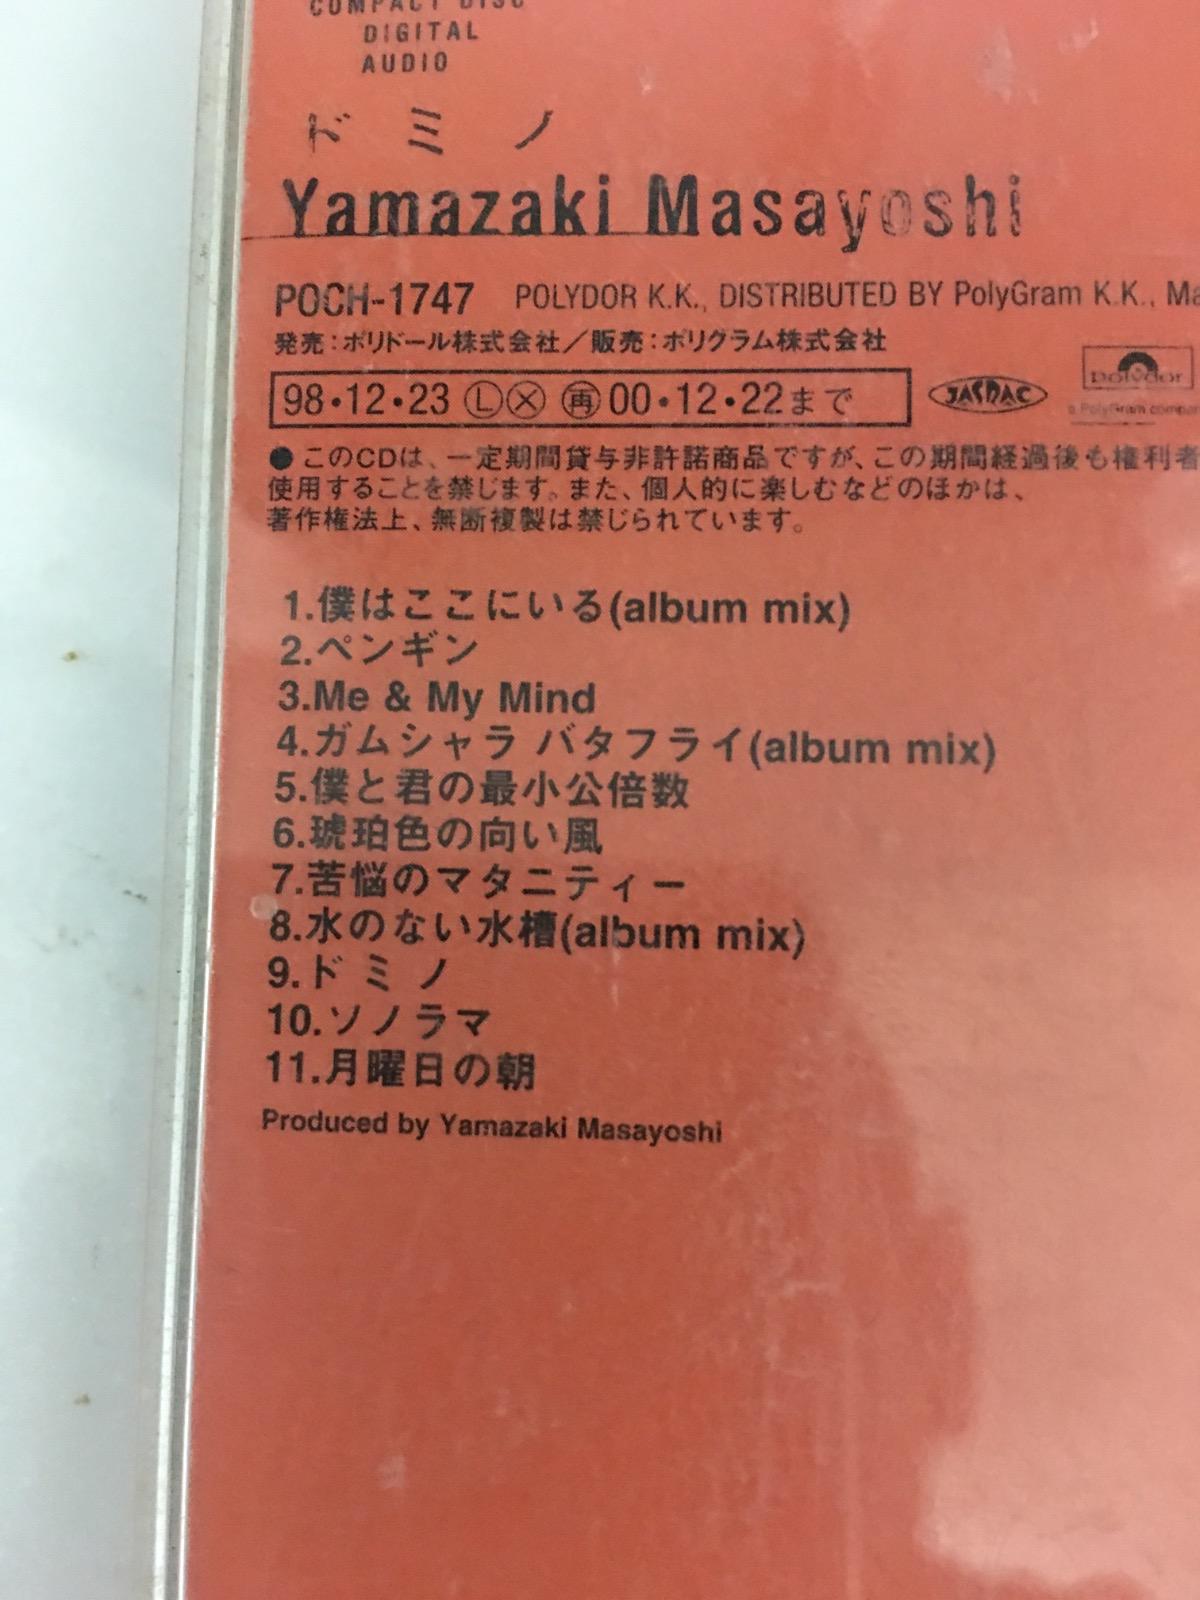 COMPACT DISC
DIGITAL
AUDIO
ドミノ
Yamazaki Masayoshi
POCH-1747 POLYDOR K.K., DISTRIBUTED BY PolyGram K.K.,
発売:ポリドール株式会社/販売:ポリグラム株式会社
98・12・23 Ⓛ Ⓧ ㊢ 00・12・22まで
JASRAC
polydor
a PolyGram company
●このCDは、一定期間貸与非許諾商品ですが、この期間経過後も権利者
使用することを禁じます。また、個人的に楽しむなどのほかは、
著作権法上、無断複製は禁じられています。
1.僕はここにいる(album mix)
2.ペンギン
3.Me & My Mind
4.ガムシャラ バタフライ(album mix)
5.僕と君の最小公倍数
6.琥珀色の向い風
7.苦悩のマタニティー
8.水のない水槽(album mix)
9.ドミノ
10.ソノラマ
11.月曜日の朝
Produced by Yamazaki Masayoshi